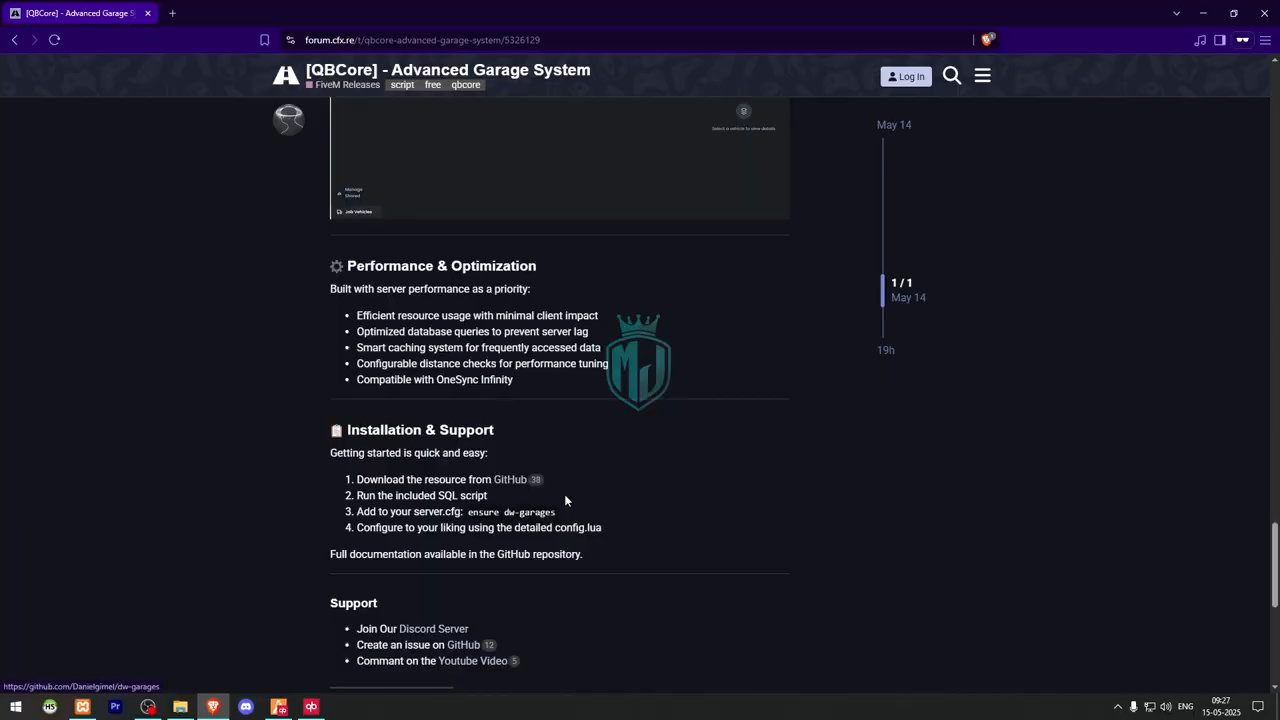 [QBCore] - Advanced Garage S
forum.cfx.re/t/qbcore-advanced-garage-system/5326129
[QBCore] - Advanced Garage System
FiveM Releases script free qbcore
Log In
Select a vehicle to view details
May 14
Manage
Shared
Job Vehicles
Performance & Optimization
Built with server performance as a priority:
1 / 1
May 14
Efficient resource usage with minimal client impact
Optimized database queries to prevent server lag
Smart caching system for frequently accessed data
19h
Configurable distance checks for performance tuning
Compatible with OneSync Infinity
MJ
Installation & Support
Getting started is quick and easy:
1. Download the resource from GitHub 38
2. Run the included SQL script
3. Add to your server.cfg: ensure dw-garages
4. Configure to your liking using the detailed config.lua
Full documentation available in the GitHub repository.
Support
Join Our Discord Server
Create an issue on GitHub 12
Commant on the Youtube Video 5
https://github.com/Danielgimel/dw-garages
HS
Pr
qb
ENG
09:27
15-05-2025